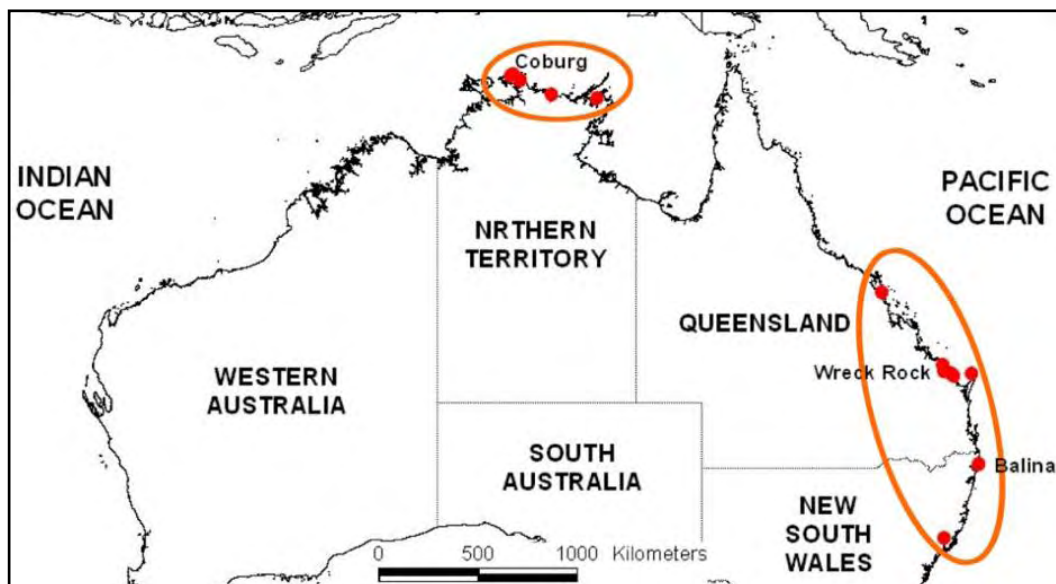 Coburg
INDIAN
OCEAN
PACIFIC
OCEAN
NRTHERN
TERRITORY
QUEENSLAND
WESTERN
AUSTRALIA
Wreck Rock
SOUTH
AUSTRALIA
Balina
NEW
SOUTH
WALES
0 500 1000 Kilometers